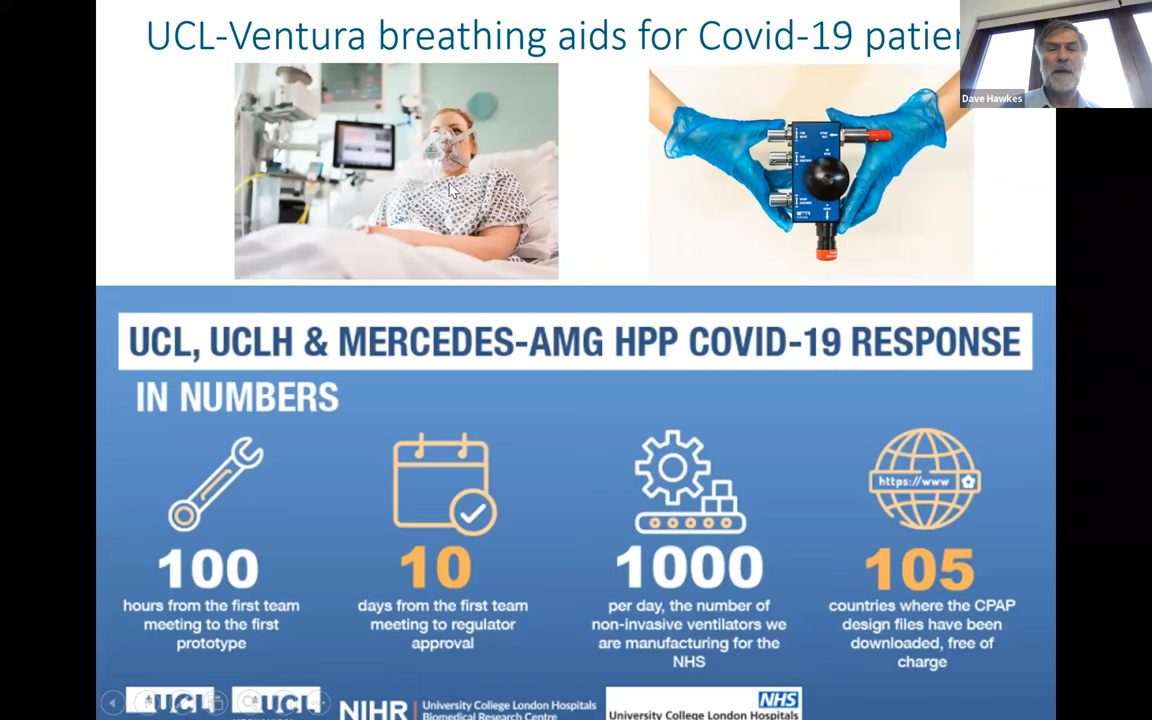 UCL-Ventura breathing aids for Covid-19
Dave Hawkes
UCL, UCLH & MERCEDES-AMG HPP COVID-19 RESPONSE
IN NUMBERS
https://www
100
hours from the first team
meeting to the first
prototype
10
days from the first team
meeting to regulator
approval
1000
per day, the number of
non-invasive ventilators we
are manufacturing for the
NHS
105
countries where the CPAP
design files have been
downloaded, free of
charge
UCL
UCL
NIHR
University College London Hospitals
Biomedical Research Centre
NHS
University College London Hospitals